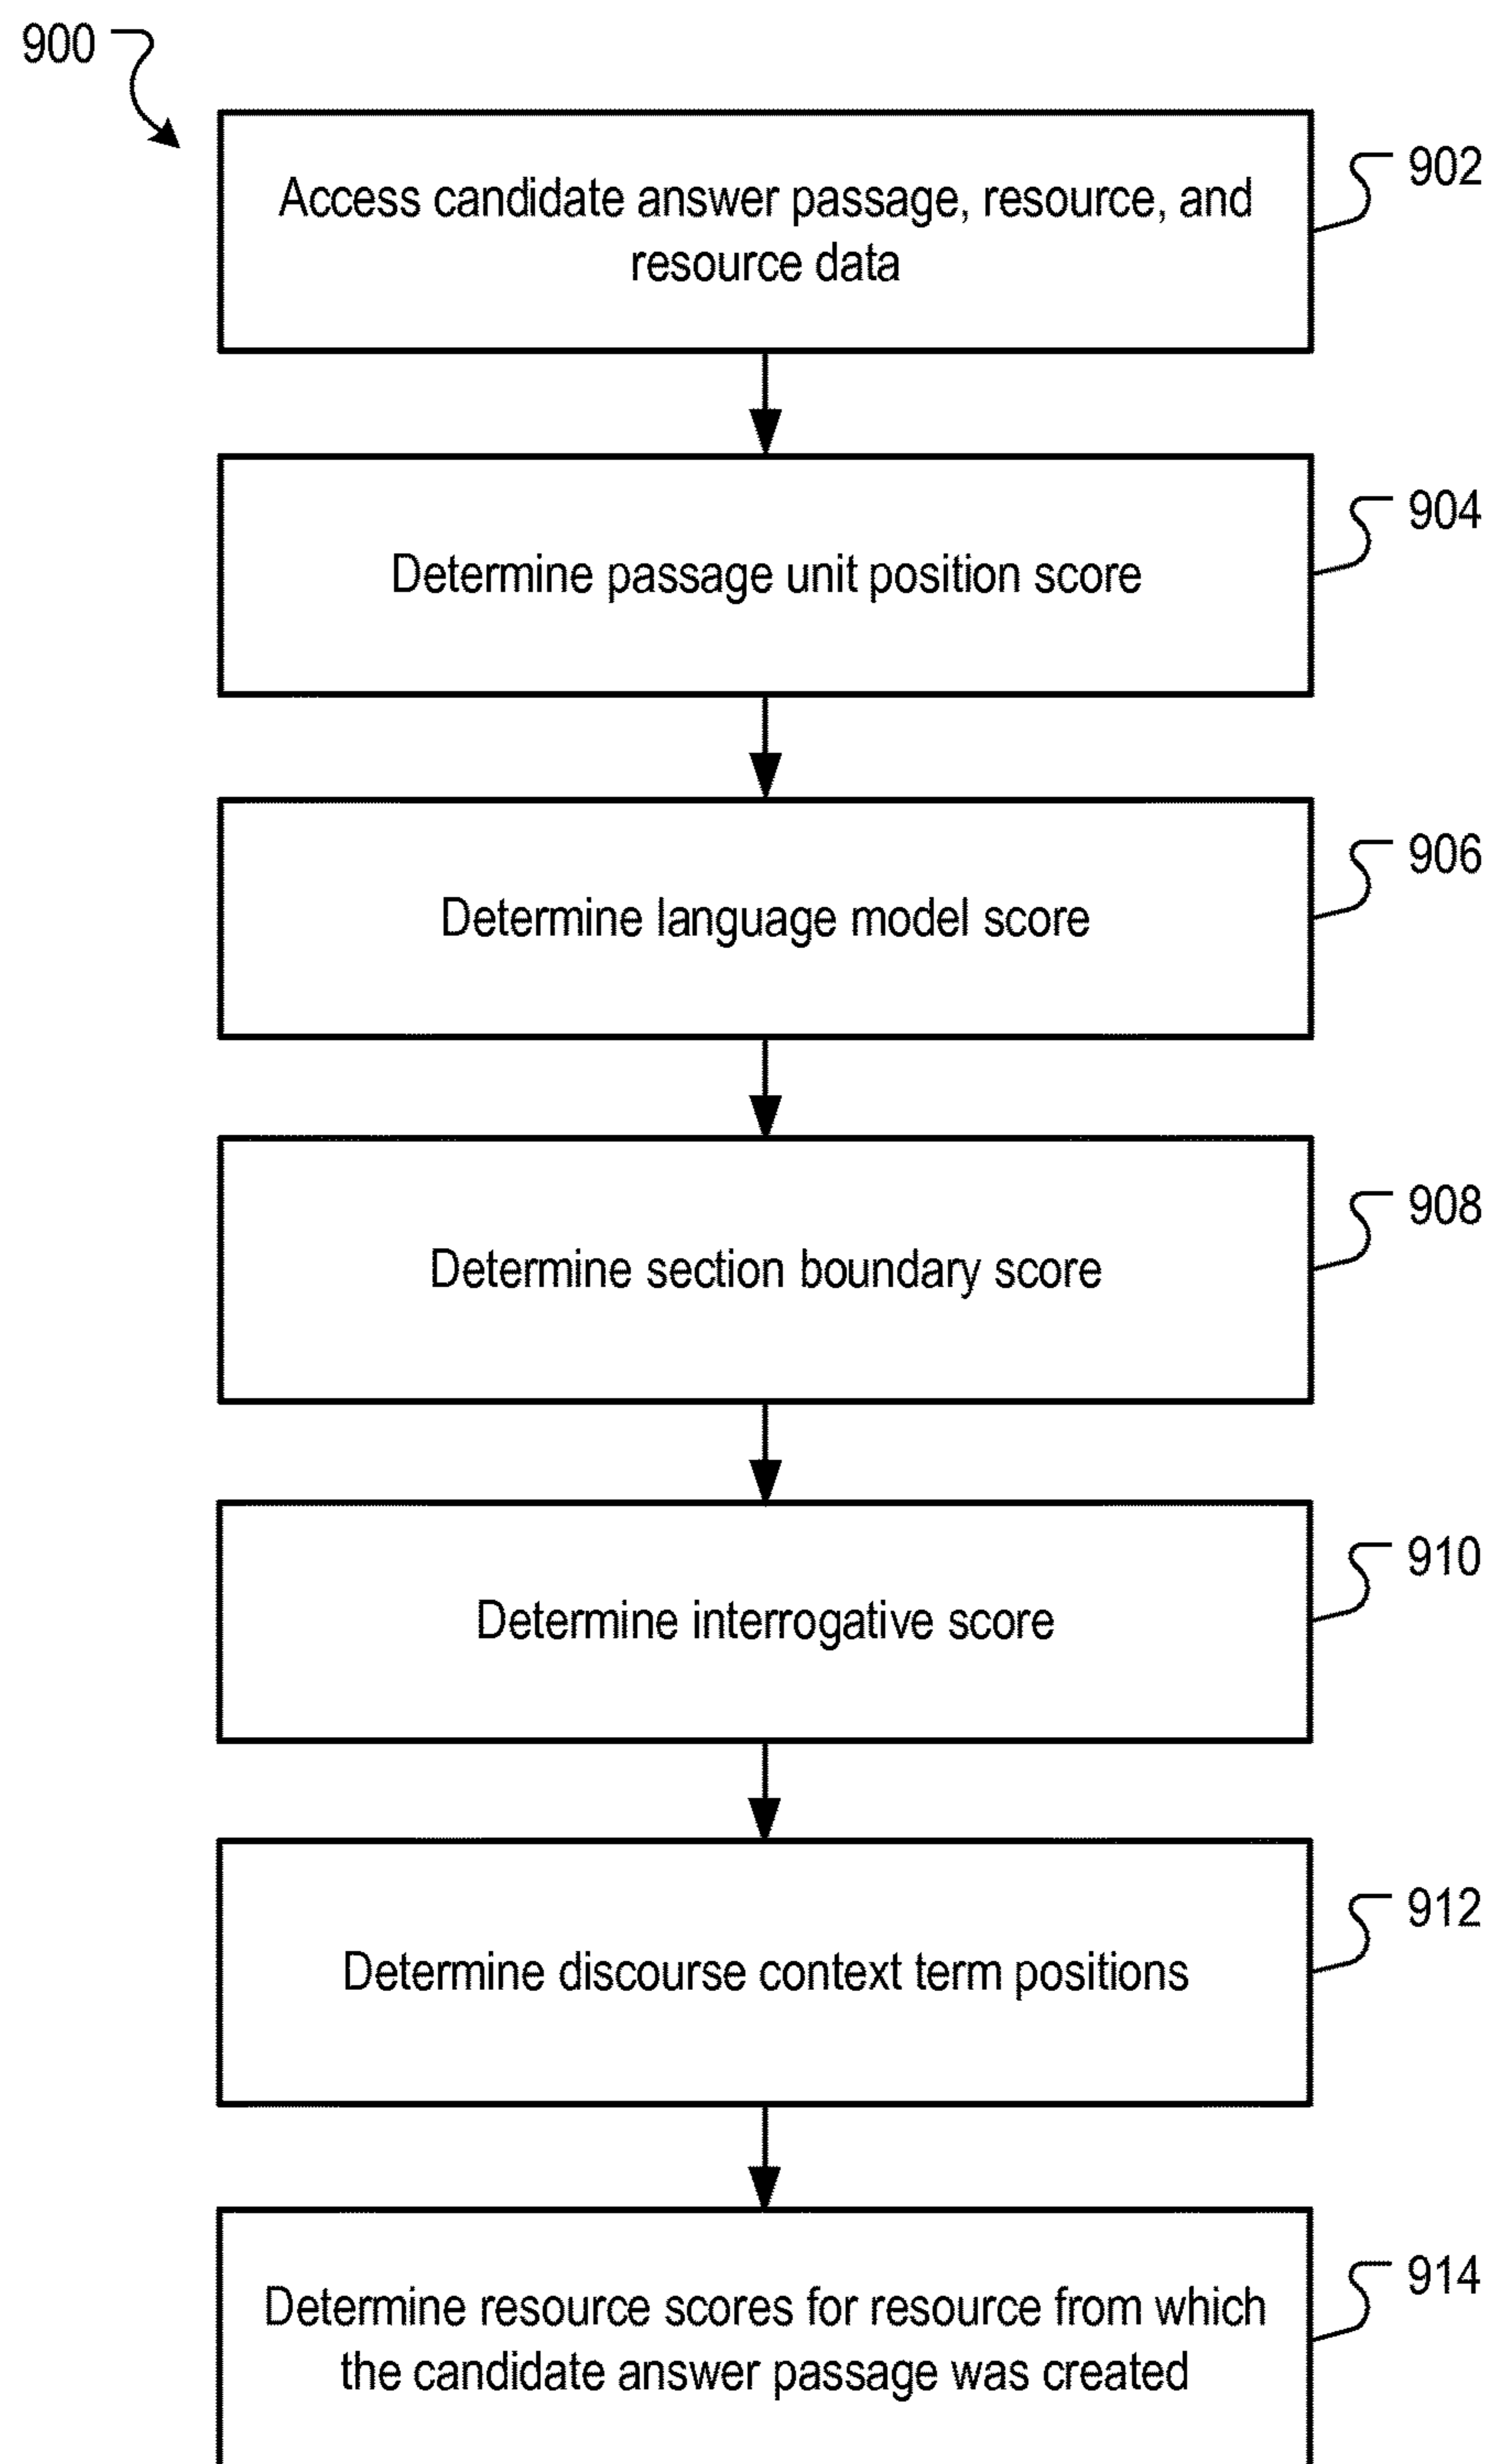 900
Access candidate answer passage, resource, and
resource data
902
Determine passage unit position score
904
Determine language model score
906
Determine section boundary score
908
Determine interrogative score
910
Determine discourse context term positions
912
Determine resource scores for resource from which
the candidate answer passage was created
914